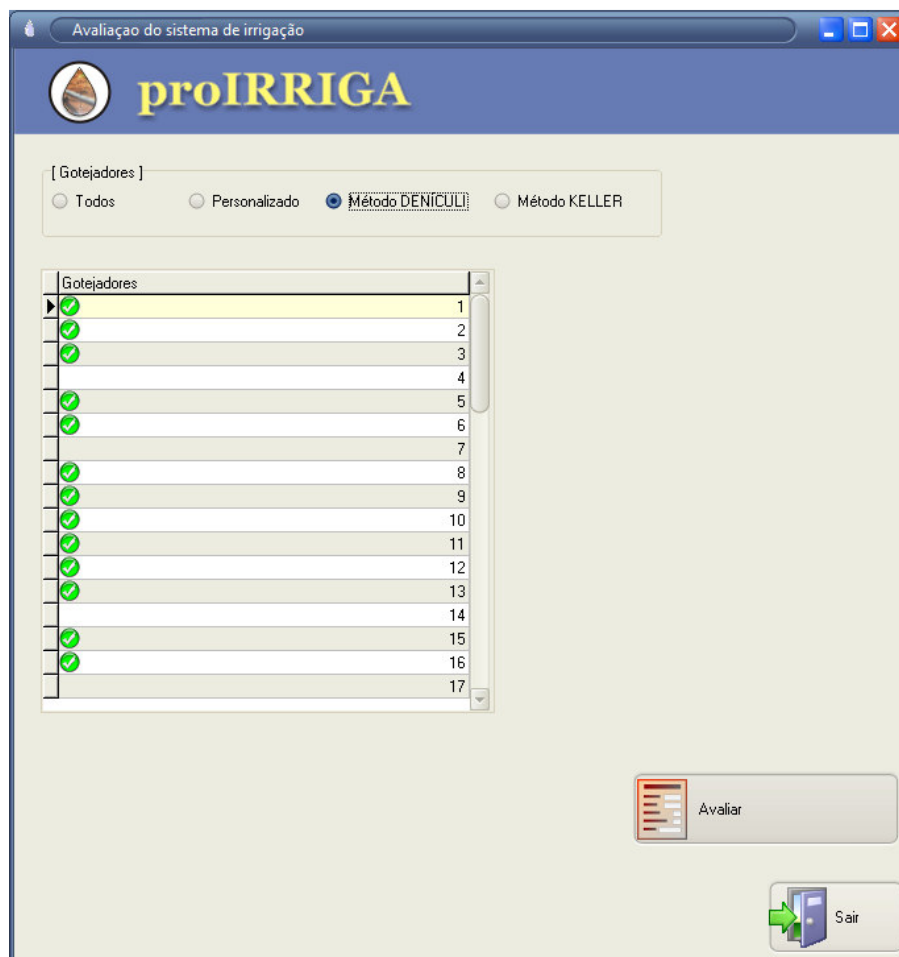 Avaliaçao do sistema de irrigação
proIRRIGA
[ Gotejadores ]
Todos Personalizado Método DENÍCULI Método KELLER
Gotejadores
1
2
3
4
5
6
7
8
9
10
11
12
13
14
15
16
17
Avaliar
Sair